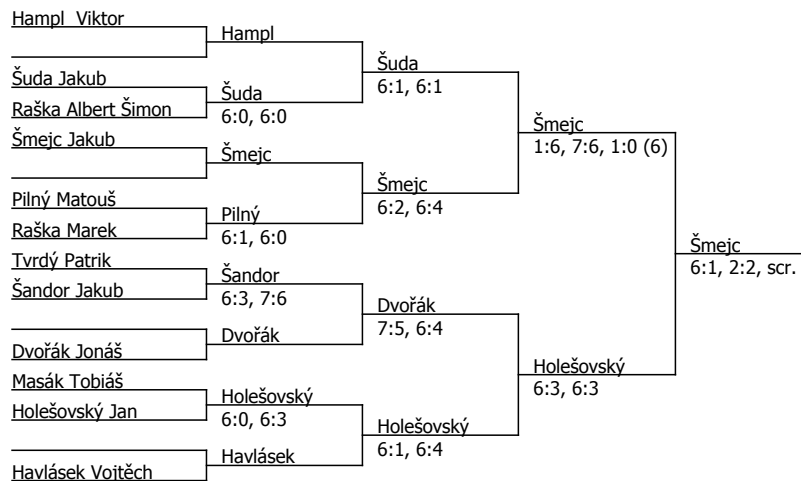 Hampl Viktor
Hampl
Šuda Jakub
Raška Albert Šimon
Šuda
6:0, 6:0
Šuda
6:1, 6:1
Šmejc Jakub
Šmejc
Pilný Matouš
Raška Marek
Pilný
6:1, 6:0
Šmejc
6:2, 6:4
Šmejc
1:6, 7:6, 1:0 (6)
Tvrdý Patrik
Šandor Jakub
Šandor
6:3, 7:6
Dvořák Jonáš
Dvořák
Dvořák
7:5, 6:4
Masák Tobiáš
Holešovský Jan
Holešovský
6:0, 6:3
Havlásek Vojtěch
Havlásek
Holešovský
6:1, 6:4
Holešovský
6:3, 6:3
Šmejc
6:1, 2:2, scr.